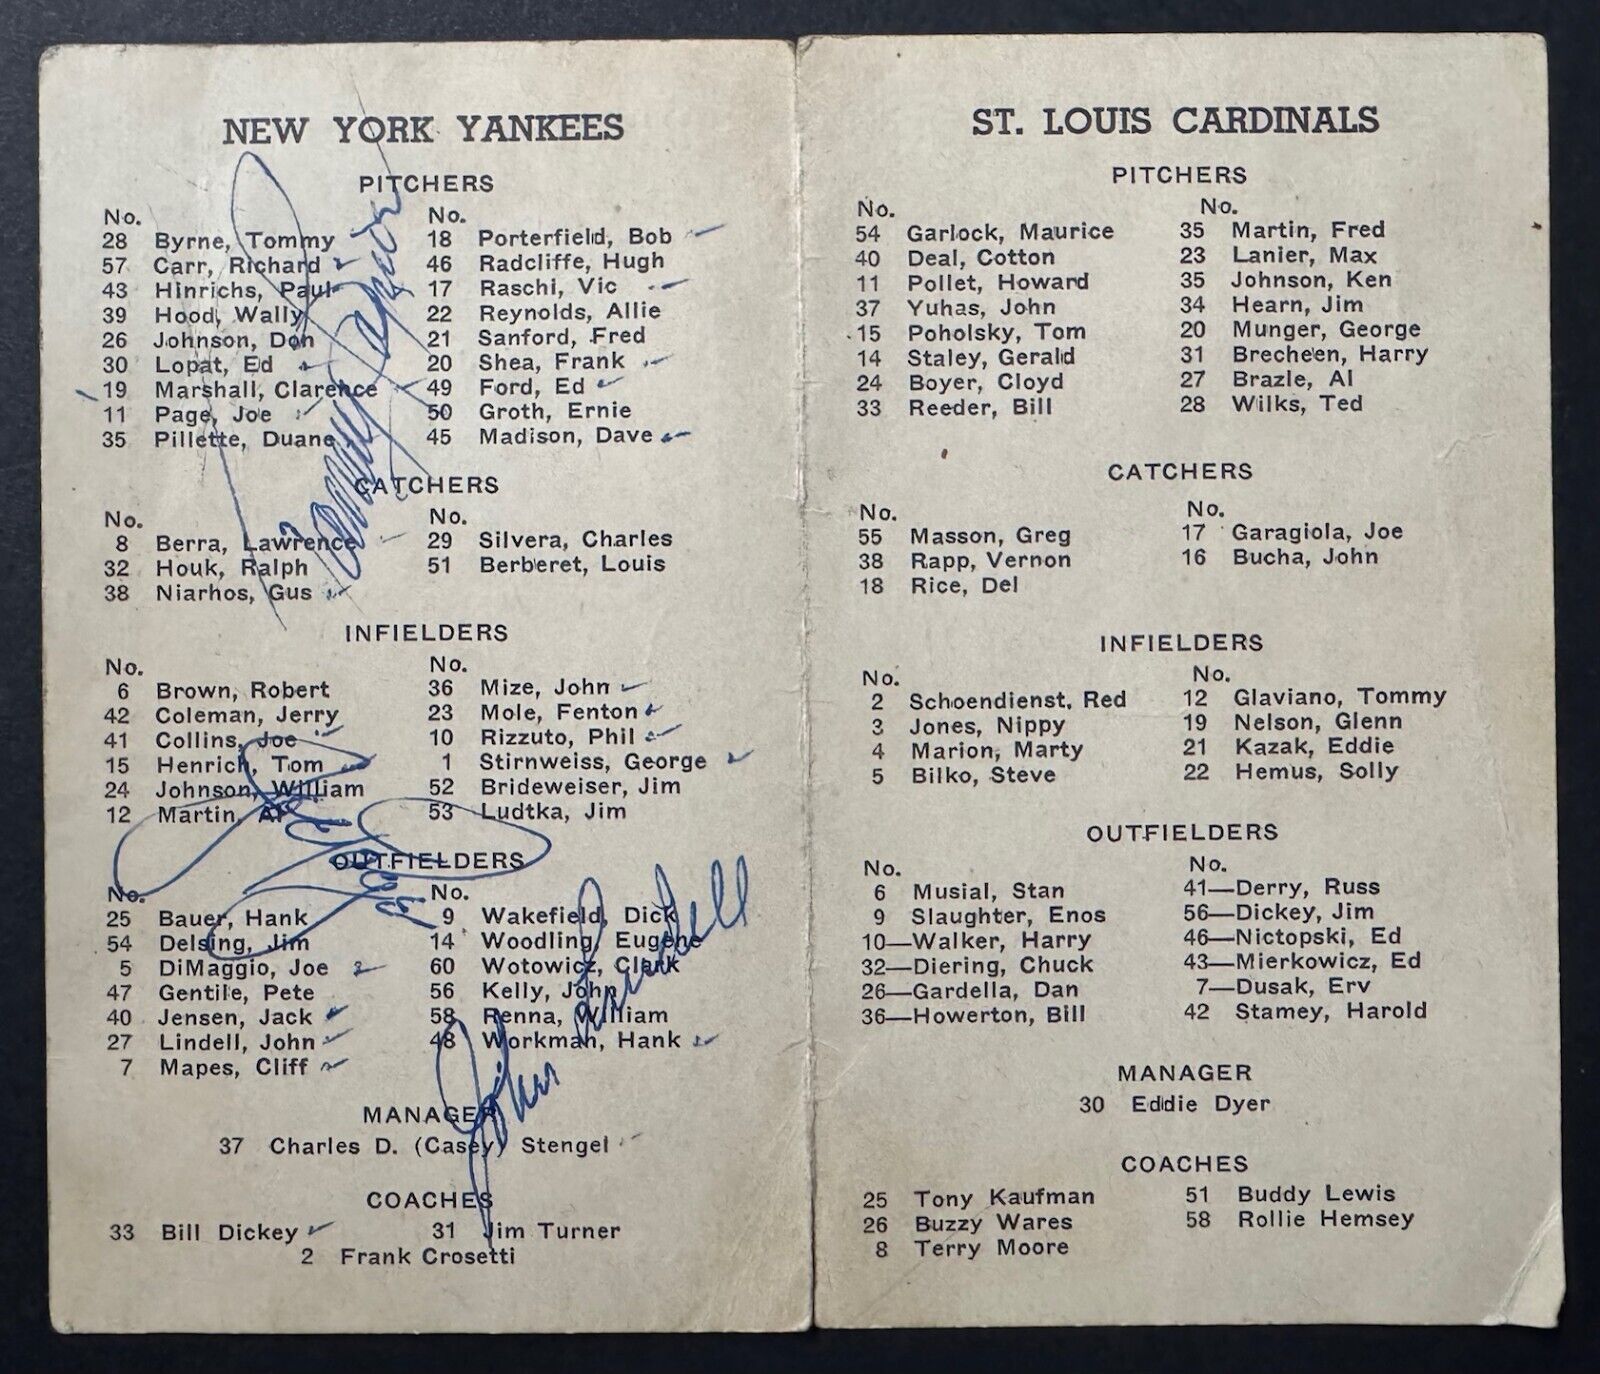 NEW YORK YANKEES
PITCHERS
No.
28 Byrne, Tommy
57 Carr, Richard
43 Hinrichs, Paul
39 Hood, Wally
26 Johnson, Don
30 Lopat, Ed
19 Marshall, Clarence
11 Page, Joe
35 Pillette, Duane
No.
18 Porterfield, Bob
46 Radcliffe, Hugh
17 Raschi, Vic
22 Reynolds, Allie
21 Sanford, Fred
20 Shea, Frank
49 Ford, Ed
50 Groth, Ernie
45 Madison, Dave
CATCHERS
No.
8 Berra, Lawrence
32 Houk, Ralph
38 Niarhos, Gus
No.
29 Silvera, Charles
51 Berberet, Louis
INFIELDERS
No.
6 Brown, Robert
42 Coleman, Jerry
41 Collins, Joe
15 Henrich, Tom
24 Johnson, William
12 Martin, Al
No.
36 Mize, John
23 Mole, Fenton
10 Rizzuto, Phil
1 Stirnweiss, George
52 Brideweiser, Jim
53 Ludtka, Jim
OUTFIELDERS
No.
25 Bauer, Hank
54 Delsing, Jim
5 DiMaggio, Joe
47 Gentile, Pete
40 Jensen, Jack
27 Lindell, John
7 Mapes, Cliff
No.
9 Wakefield, Dick
14 Woodling, Eugene
60 Wotowicz, Clark
56 Kelly, John
58 Renna, William
48 Workman, Hank
John Lindell
MANAGER
37 Charles D. (Casey) Stengel
COACHES
33 Bill Dickey
31 Jim Turner
2 Frank Crosetti
ST. LOUIS CARDINALS
PITCHERS
No.
54 Garlock, Maurice
40 Deal, Cotton
11 Pollet, Howard
37 Yuhas, John
15 Poholsky, Tom
14 Staley, Gerald
24 Boyer, Cloyd
33 Reeder, Bill
No.
35 Martin, Fred
23 Lanier, Max
35 Johnson, Ken
34 Hearn, Jim
20 Munger, George
31 Brecheen, Harry
27 Brazle, Al
28 Wilks, Ted
CATCHERS
No.
55 Masson, Greg
38 Rapp, Vernon
18 Rice, Del
No.
17 Garagiola, Joe
16 Bucha, John
INFIELDERS
No.
2 Schoendienst, Red
3 Jones, Nippy
4 Marion, Marty
5 Bilko, Steve
No.
12 Glaviano, Tommy
19 Nelson, Glenn
21 Kazak, Eddie
22 Hemus, Solly
OUTFIELDERS
No.
6 Musial, Stan
9 Slaughter, Enos
10—Walker, Harry
32—Diering, Chuck
26—Gardella, Dan
36—Howerton, Bill
No.
41—Derry, Russ
56—Dickey, Jim
46—Nictopski, Ed
43—Mierkowicz, Ed
7—Dusak, Erv
42 Stamey, Harold
MANAGER
30 Eddie Dyer
COACHES
25 Tony Kaufman
26 Buzzy Wares
8 Terry Moore
51 Buddy Lewis
58 Rollie Hemsey